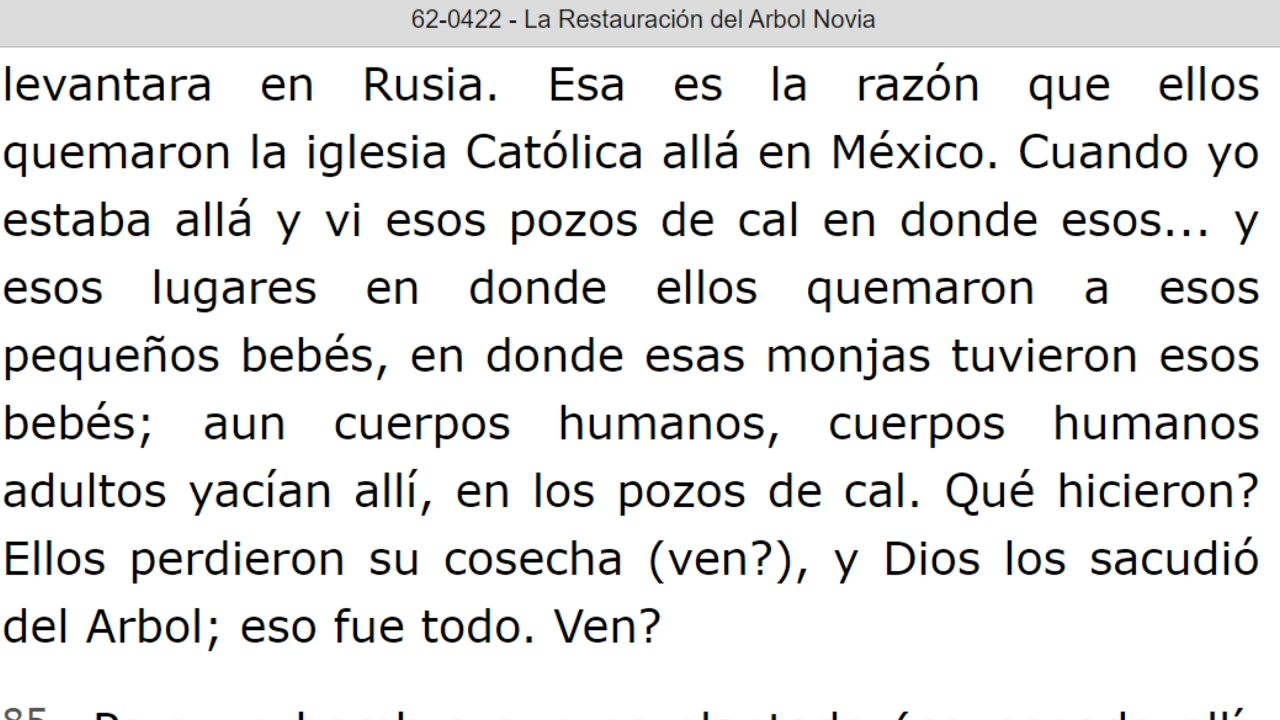 62-0422 - La Restauración del Arbol Novia
levantara en Rusia. Esa es la razón que ellos
quemaron la iglesia Católica allá en México. Cuando yo
estaba allá y vi esos pozos de cal en donde esos... y
esos lugares en donde ellos quemaron a esos
pequeños bebés, en donde esas monjas tuvieron esos
bebés; aun cuerpos humanos, cuerpos humanos
adultos yacían allí, en los pozos de cal. Qué hicieron?
Ellos perdieron su cosecha (ven?), y Dios los sacudió
del Arbol; eso fue todo. Ven?
85